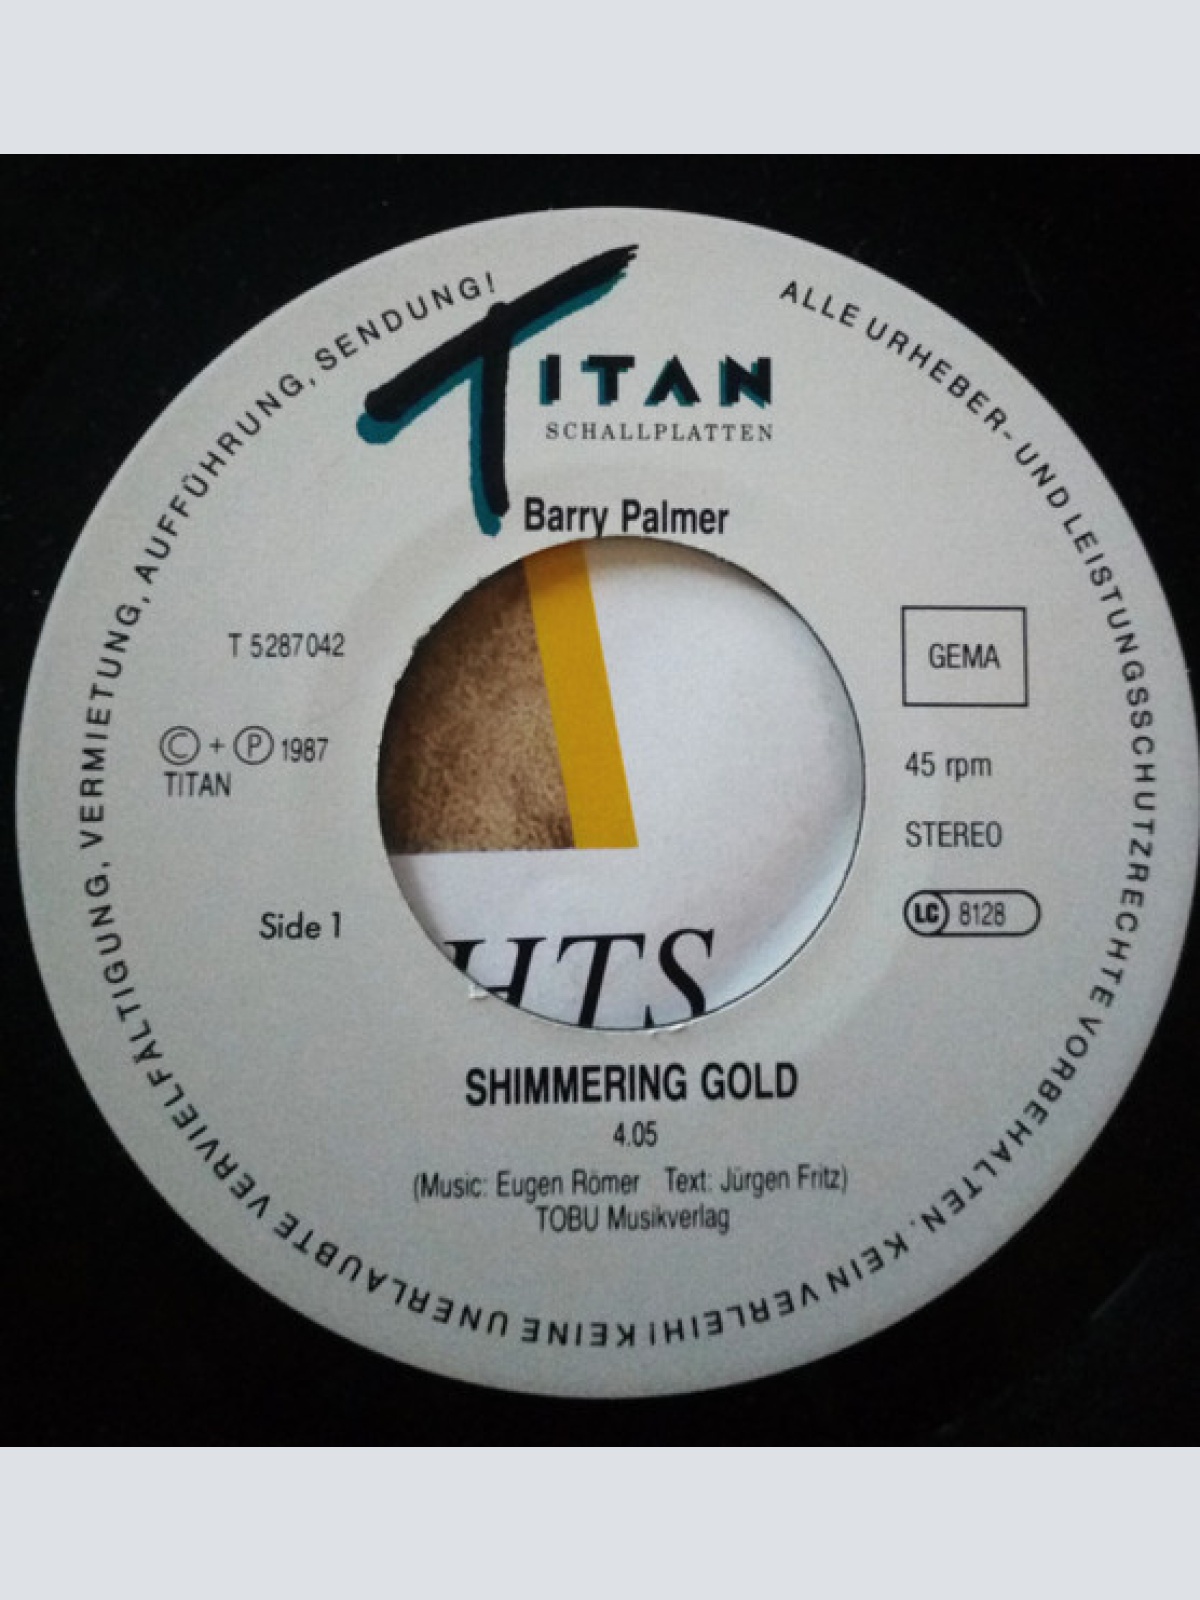 TITAN
SCHALLPLATTEN
Barry Palmer
T 5287042
Ⓒ + Ⓟ 1987
TITAN
Side 1
GEMA
45 rpm
STEREO
LC 8128
HTS
SHIMMERING GOLD
4.05
(Music: Eugen Römer Text: Jürgen Fritz)
TOBU Musikverlag
ALLE URHEBER- UND LEISTUNGSSCHUTZRECHTE VORBEHALTEN. KEIN VERLEIH! KEINE UNERLAUBTE VERVIELFÄLTIGUNG, VERMIETUNG, AUFFÜHRUNG, SENDUNG!